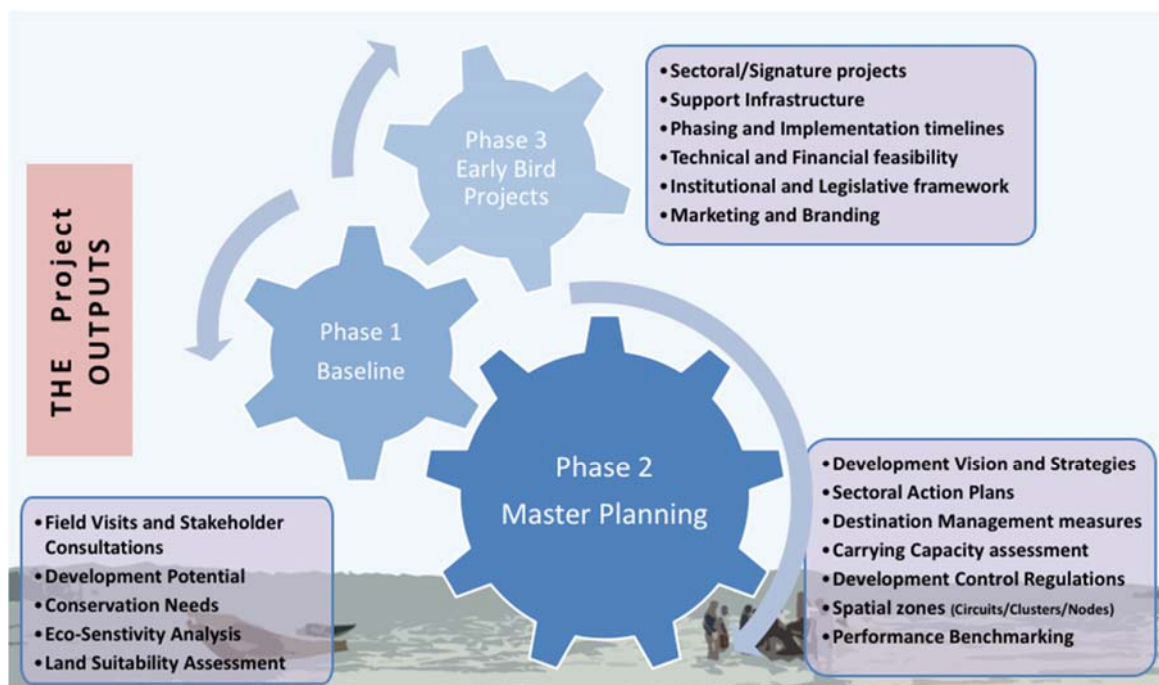 THE Project
OUTPUTS
Phase 3
Early Bird
Projects
• Sectoral/Signature projects
• Support Infrastructure
• Phasing and Implementation timelines
• Technical and Financial feasibility
• Institutional and Legislative framework
• Marketing and Branding
Phase 1
Baseline
Phase 2
Master Planning
• Field Visits and Stakeholder
Consultations
• Development Potential
• Conservation Needs
• Eco-Senstivity Analysis
• Land Suitability Assessment
• Development Vision and Strategies
• Sectoral Action Plans
• Destination Management measures
• Carrying Capacity assessment
• Development Control Regulations
• Spatial zones (Circuits/Clusters/Nodes)
• Performance Benchmarking